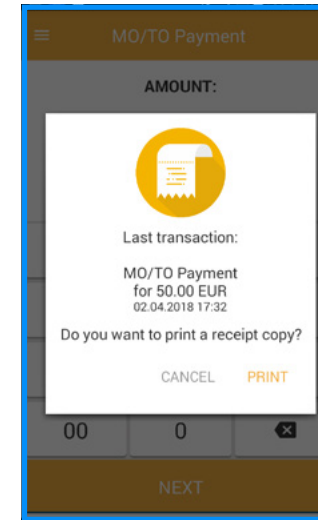 MO/TO Payment
AMOUNT:
Last transaction:
MO/TO Payment
for 50.00 EUR
02.04.2018 17:32
Do you want to print a receipt copy?
CANCEL PRINT
00 0
NEXT